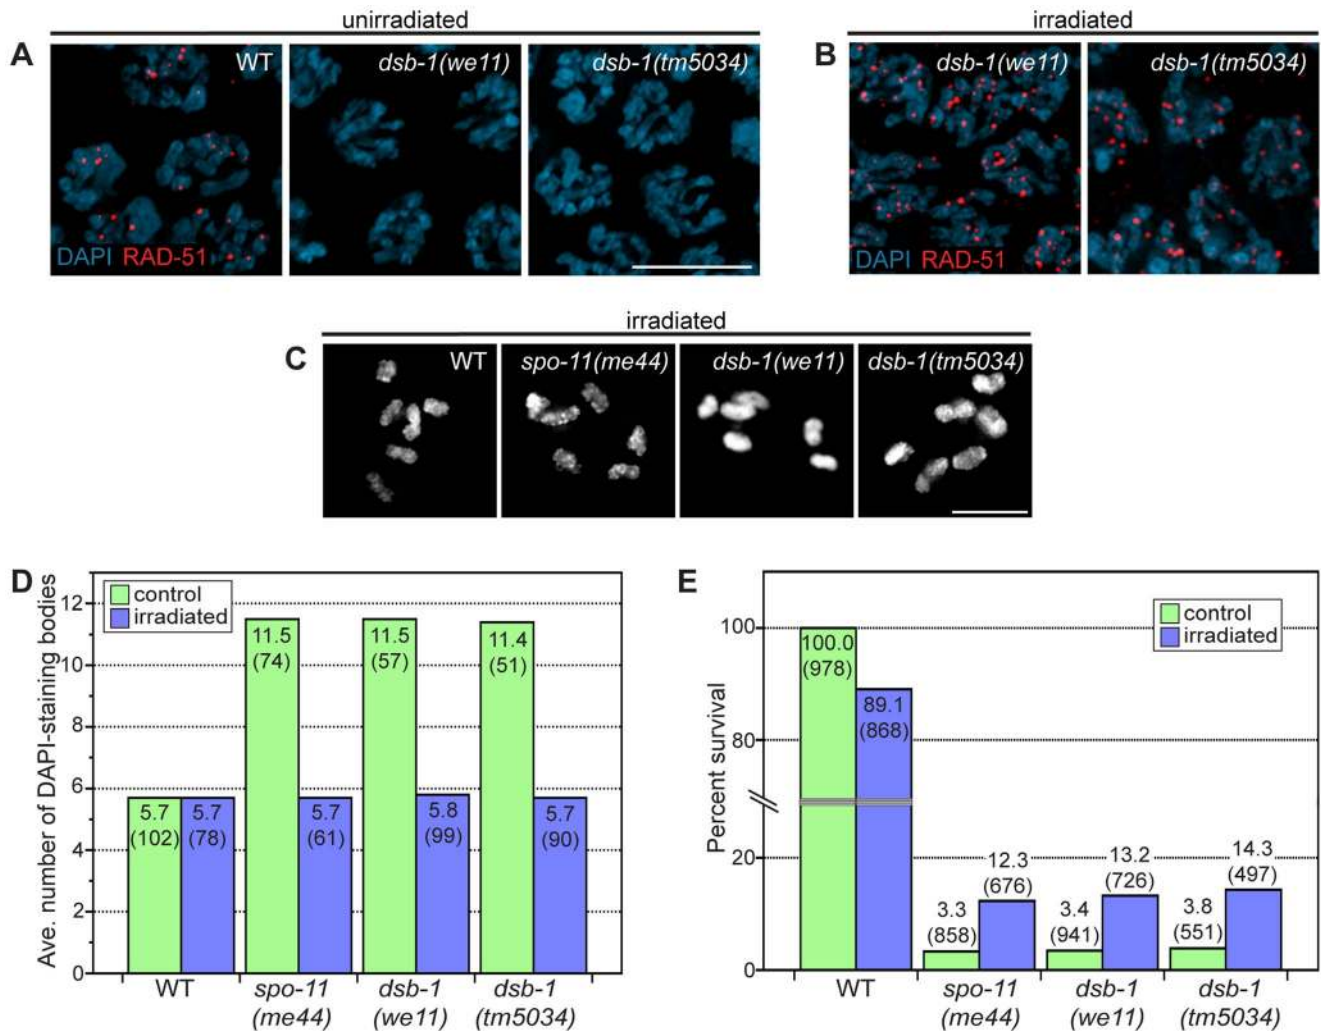 unirradiated
irradiated
A
WT
dsb-1(we11)
dsb-1(tm5034)
DAPI RAD-51
B
dsb-1(we11)
dsb-1(tm5034)
DAPI RAD-51
irradiated
C
WT
spo-11(me44)
dsb-1(we11)
dsb-1(tm5034)
D
Ave. number of DAPI-staining bodies
12
10
8
6
4
2
0
control
irradiated
5.7
(102)
5.7
(78)
11.5
(74)
5.7
(61)
11.5
(57)
5.8
(99)
11.4
(51)
5.7
(90)
WT
spo-11
(me44)
dsb-1
(we11)
dsb-1
(tm5034)
E
Percent survival
100
80
20
0
control
irradiated
100.0
(978)
89.1
(868)
3.3
(858)
12.3
(676)
3.4
(941)
13.2
(726)
3.8
(551)
14.3
(497)
WT
spo-11
(me44)
dsb-1
(we11)
dsb-1
(tm5034)